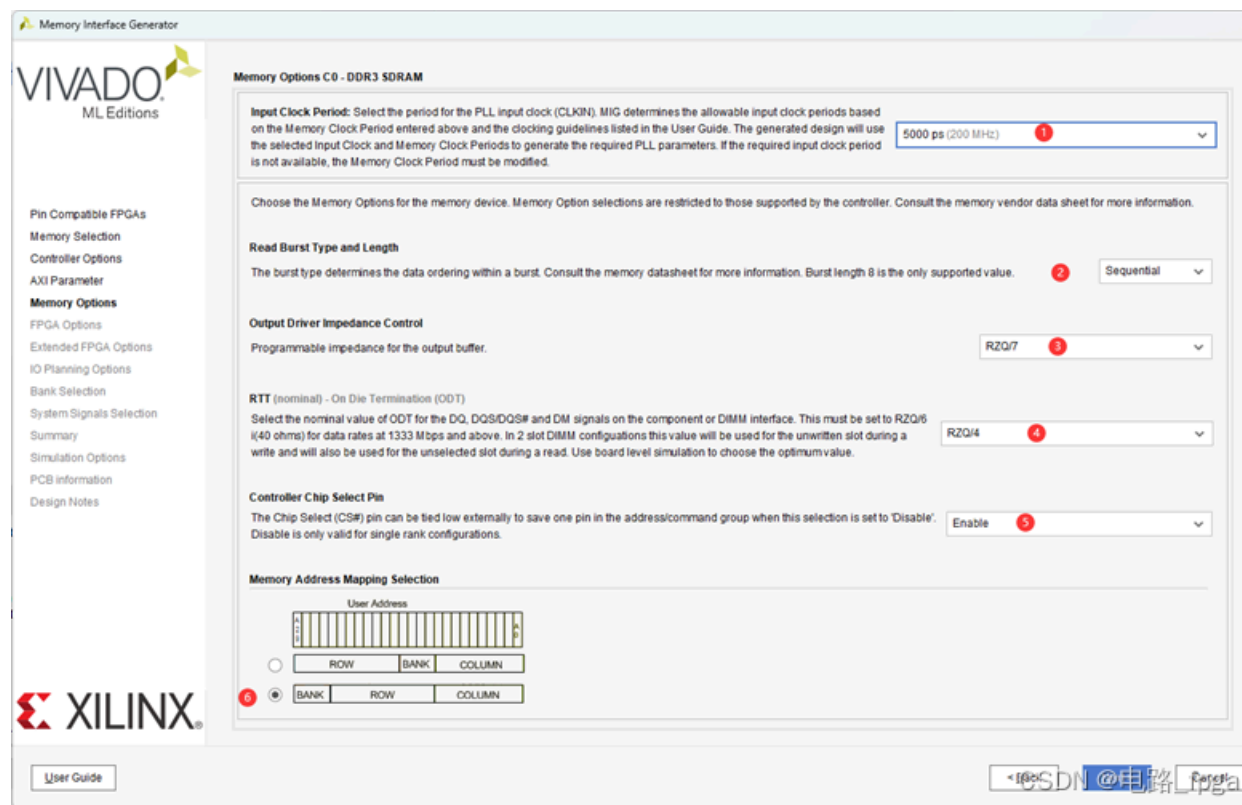 Memory Interface Generator
VIVADO
ML Editions
Pin Compatible FPGAs
Memory Selection
Controller Options
AXI Parameter
Memory Options
FPGA Options
Extended FPGA Options
IO Planning Options
Bank Selection
System Signals Selection
Summary
Simulation Options
PCB information
Design Notes
XILINX
Memory Options C0 - DDR3 SDRAM
Input Clock Period: Select the period for the PLL input clock (CLKIN). MIG determines the allowable input clock periods based
on the Memory Clock Period entered above and the clocking guidelines listed in the User Guide. The generated design will use
the selected Input Clock and Memory Clock Periods to generate the required PLL parameters. If the required input clock period
is not available, the Memory Clock Period must be modified.
5000 ps (200 MHz) 1
Choose the Memory Options for the memory device. Memory Option selections are restricted to those supported by the controller. Consult the memory vendor data sheet for more information.
Read Burst Type and Length
The burst type determines the data ordering within a burst. Consult the memory datasheet for more information. Burst length 8 is the only supported value. 2 Sequential
Output Driver Impedance Control
Programmable impedance for the output buffer. RZQ/7 3
RTT (nominal) - On Die Termination (ODT)
Select the nominal value of ODT for the DQ, DQS/DQS# and DM signals on the component or DIMM interface. This must be set to RZQ/6
i(40 ohms) for data rates at 1333 Mbps and above. In 2 slot DIMM configuations this value will be used for the unwritten slot during a
write and will also be used for the unselected slot during a read. Use board level simulation to choose the optimum value.
RZQ/4 4
Controller Chip Select Pin
The Chip Select (CS#) pin can be tied low externally to save one pin in the address/command group when this selection is set to 'Disable'.
Disable is only valid for single rank configurations.
Enable 5
Memory Address Mapping Selection
User Address
ROW BANK COLUMN
6 BANK ROW COLUMN
User Guide
< Back
Cancel
CSDN @电路_fpga